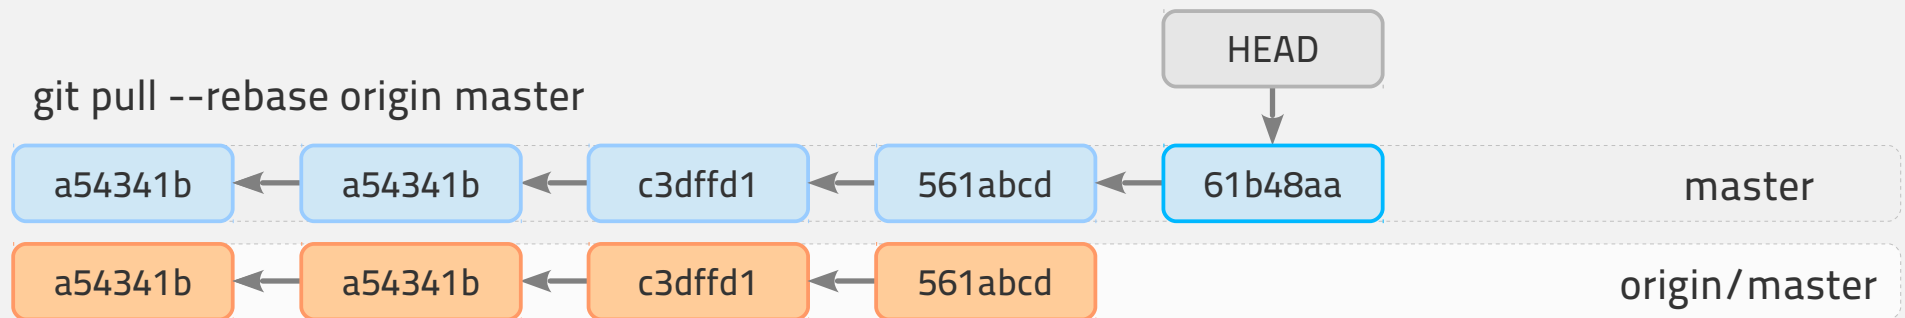 HEAD
git pull --rebase origin master
a54341b a54341b c3dffd1 561abcd 61b48aa master
a54341b a54341b c3dffd1 561abcd origin/master